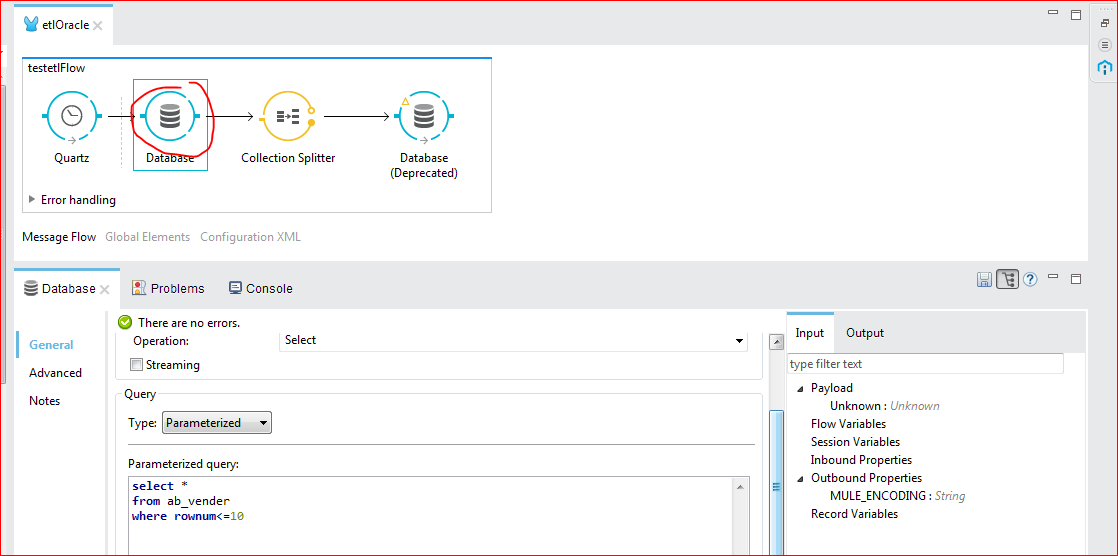 etlOracle
testetlFlow
Quartz
Database
Collection Splitter
Database
(Deprecated)
Error handling
Message Flow Global Elements Configuration XML
Database Problems Console
There are no errors.
General
Advanced
Notes
Operation: Select
Streaming
Query
Type: Parameterized
Parameterized query:
select *
from ab_vender
where rownum<=10
Input Output
type filter text
Payload
Unknown : Unknown
Flow Variables
Session Variables
Inbound Properties
Outbound Properties
MULE_ENCODING : String
Record Variables